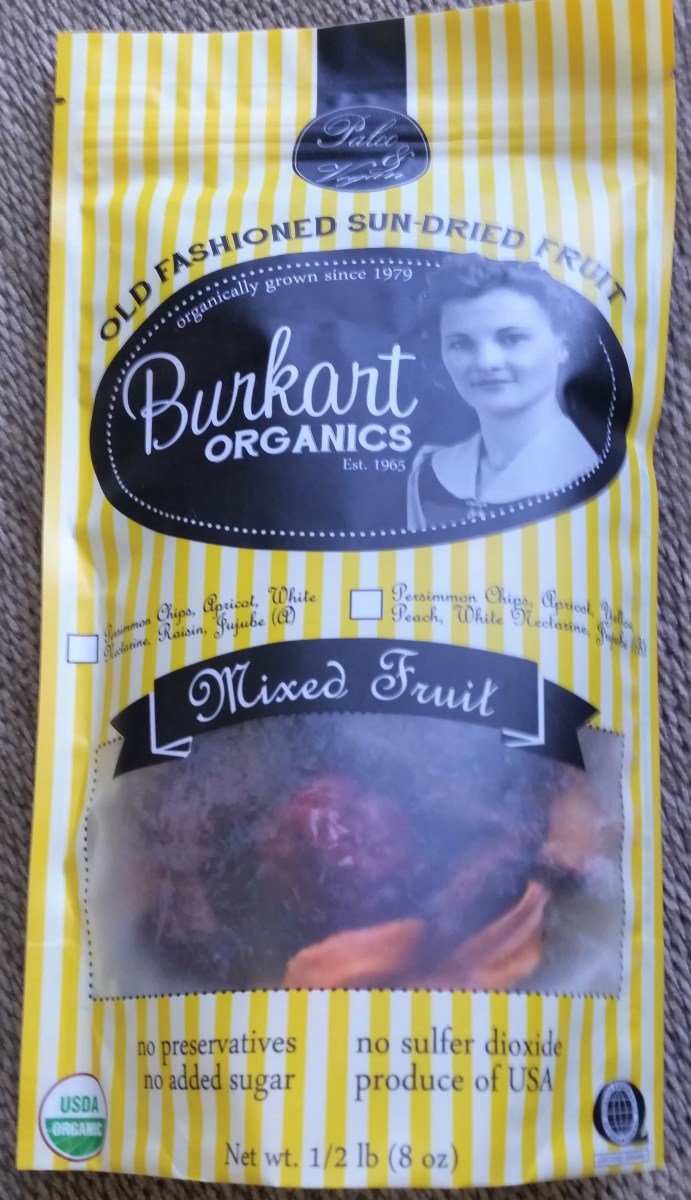 Paleo
&
Vegan
OLD FASHIONED SUN-DRIED FRUIT
organically grown since 1979
Burkart
ORGANICS
Est. 1965
Persimmon Chips, Apricot, White
Nectarine, Raisin, Jujube (A)
Persimmon Chips, Apricot, Yellow
Peach, White Nectarine, Jujube
Mixed Fruit
no preservatives
no added sugar
no sulfer dioxide
produce of USA
USDA
ORGANIC
Net wt. 1/2 lb (8 oz)